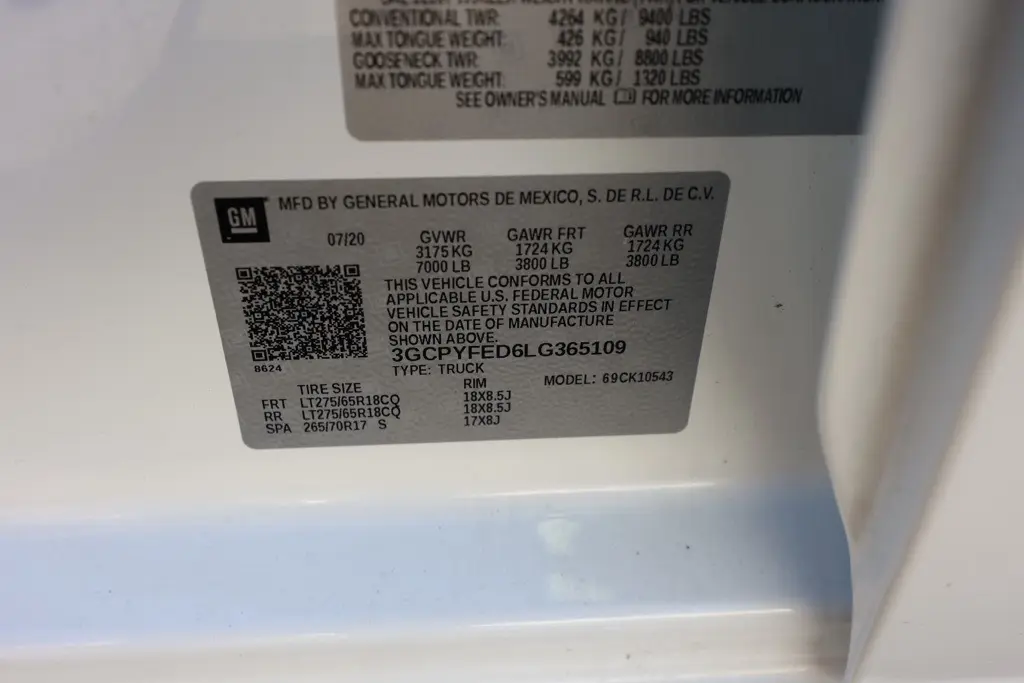 CONVENTIONAL TWR: 4264 KG/ 9400 LBS
MAX TONGUE WEIGHT: 426 KG/ 940 LBS
GOOSENECK TWR: 3992 KG/ 8800 LBS
MAX TONGUE WEIGHT: 599 KG/ 1320 LBS
SEE OWNER'S MANUAL FOR MORE INFORMATION
GM
MFD BY GENERAL MOTORS DE MEXICO, S. DE R.L. DE C.V.
07/20 GVWR GAWR FRT GAWR RR
3175 KG 1724 KG 1724 KG
7000 LB 3800 LB 3800 LB
THIS VEHICLE CONFORMS TO ALL
APPLICABLE U.S. FEDERAL MOTOR
VEHICLE SAFETY STANDARDS IN EFFECT
ON THE DATE OF MANUFACTURE
SHOWN ABOVE.
3GCPYFED6LG365109
8624
TYPE: TRUCK
MODEL: 69CK10543
TIRE SIZE RIM
FRT LT275/65R18CQ 18X8.5J
RR LT275/65R18CQ 18X8.5J
SPA 265/70R17 S 17X8J